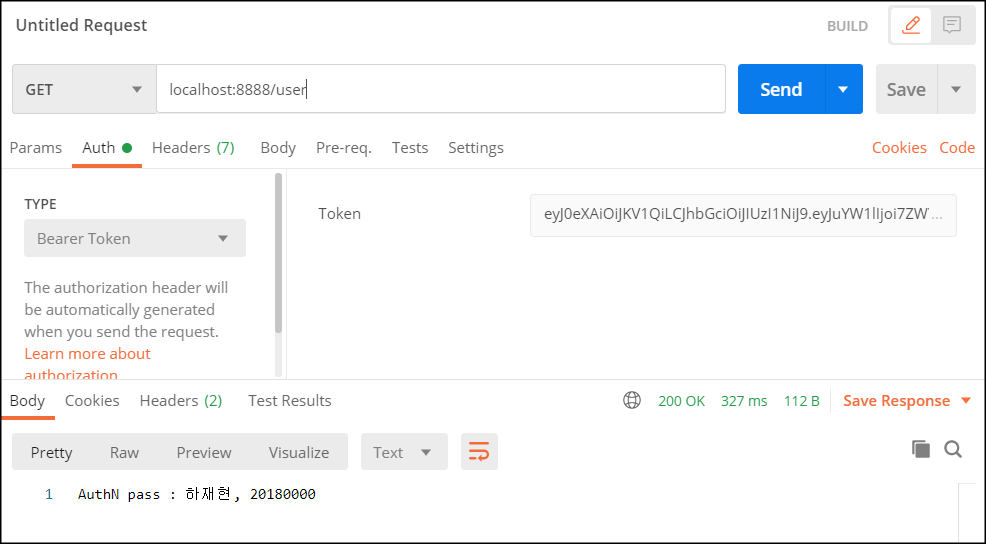 Untitled Request
BUILD
GET
localhost:8888/user
Send
Save
Params
Auth
Headers (7)
Body
Pre-req.
Tests
Settings
Cookies
Code
TYPE
Bearer Token
The authorization header will
be automatically generated
when you send the request.
Learn more about
authorization
Token
eyJ0eXAiOiJKV1QiLCJhbGciOiJIUzI1NiJ9.eyJuYW1lIjoi7ZW...
Body
Cookies
Headers (2)
Test Results
200 OK
327 ms
112 B
Save Response
Pretty
Raw
Preview
Visualize
Text
1
AuthN pass : 하재현, 20180000